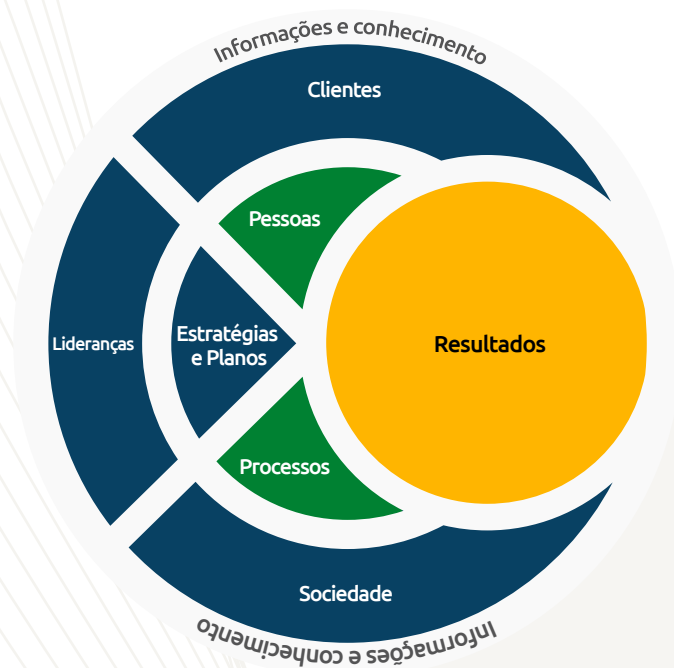 Informações e conhecimento
Clientes
Pessoas
Lideranças
Estratégias
e Planos
Resultados
Processos
Sociedade
Informações e conhecimento